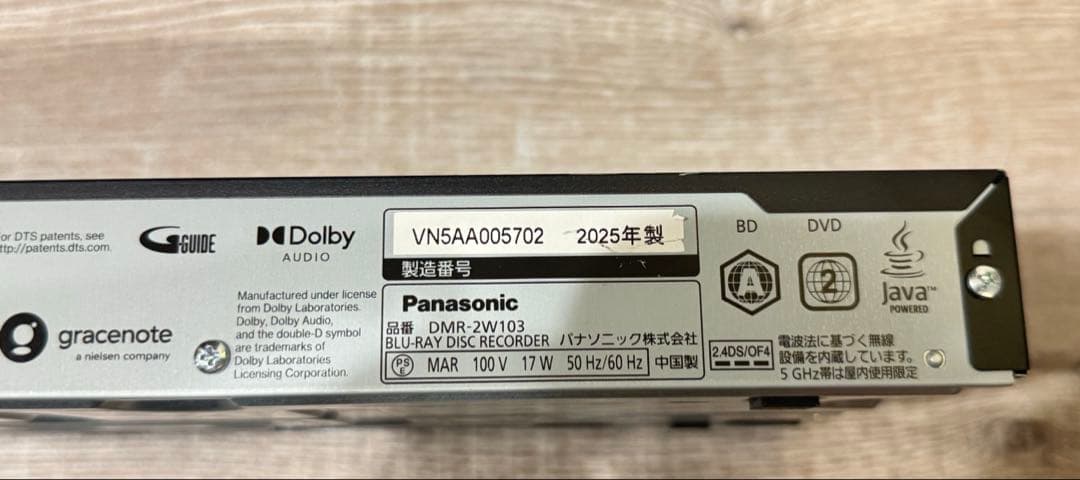 or DTS patents, see
ttp://patents.dts.com.
G-GUIDE
Dolby
AUDIO
VN5AA005702 2025年製
製造番号
BD
DVD
A
2
Java™
POWERED
gracenote
a nielsen company
Manufactured under license
from Dolby Laboratories.
Dolby, Dolby Audio,
and the double-D symbol
are trademarks of
Dolby Laboratories
Licensing Corporation.
Panasonic
品番 DMR-2W103
BLU-RAY DISC RECORDER パナソニック株式会社
PS E MAR 100 V 17 W 50 Hz/60 Hz 中国製
2.4DS/OF4
電波法に基づく無線
設備を内蔵しています。
5 GHz帯は屋内使用限定